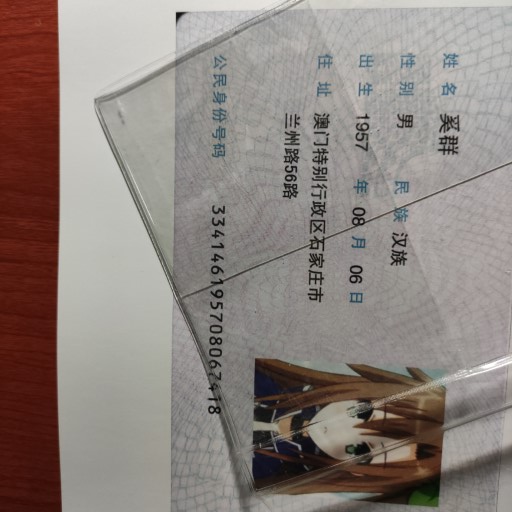 姓名 奚群
性别 男 民族 汉族
出生 1957 年 08 月 06 日
住址 澳门特别行政区石家庄市
兰州路56路
公民身份号码 334146195708067418